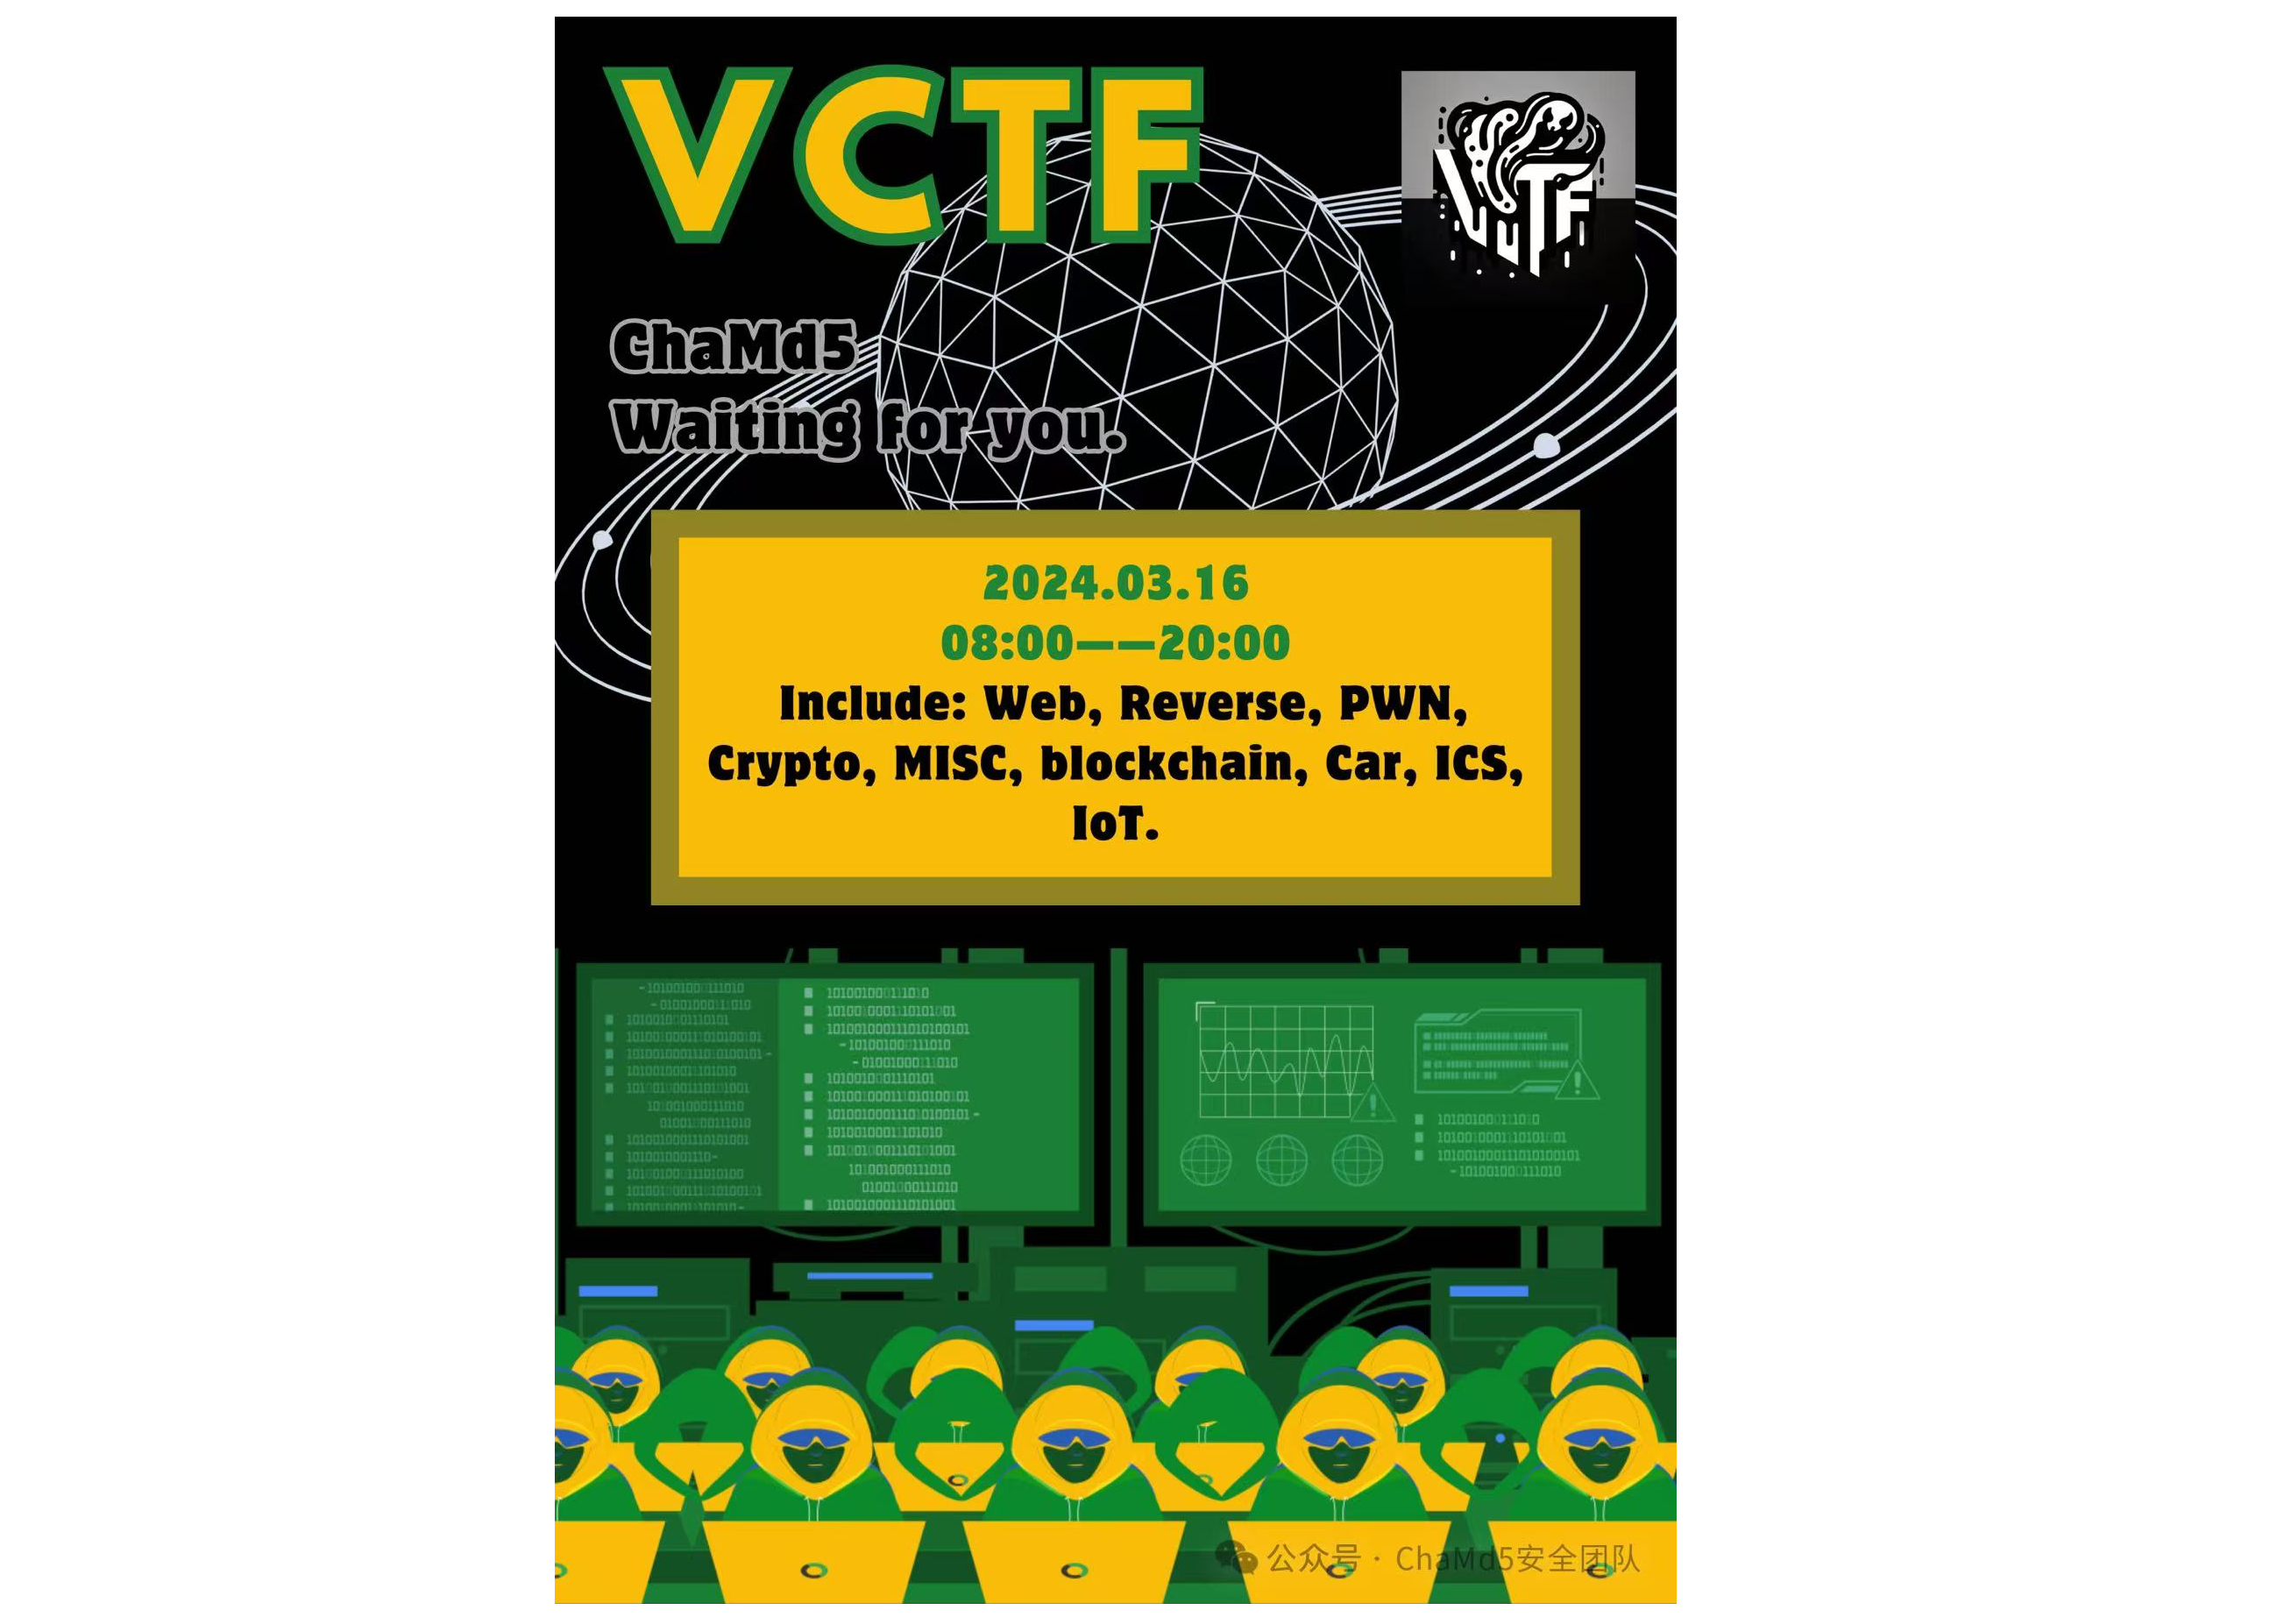 VCTF
VCTF
ChaMd5
Waiting for you.
2024.03.16
08:00——20:00
Include: Web, Reverse, PWN,
Crypto, MISC, blockchain, Car, ICS,
IoT.
公众号 · ChaMd5安全团队